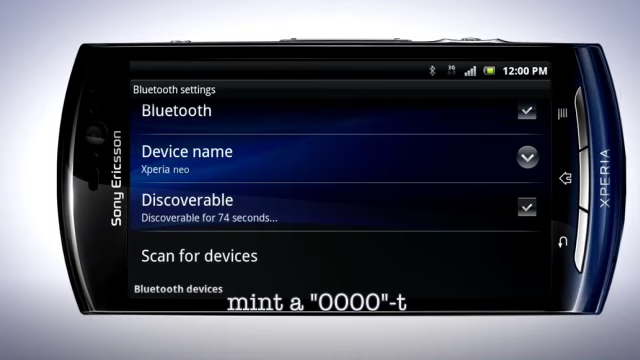 3G
12:00 PM
Bluetooth settings
Bluetooth
Device name
Xperia neo
Discoverable
Discoverable for 74 seconds...
Scan for devices
Bluetooth devices
Sony Ericsson
XPERIA
mint a "0000"-t